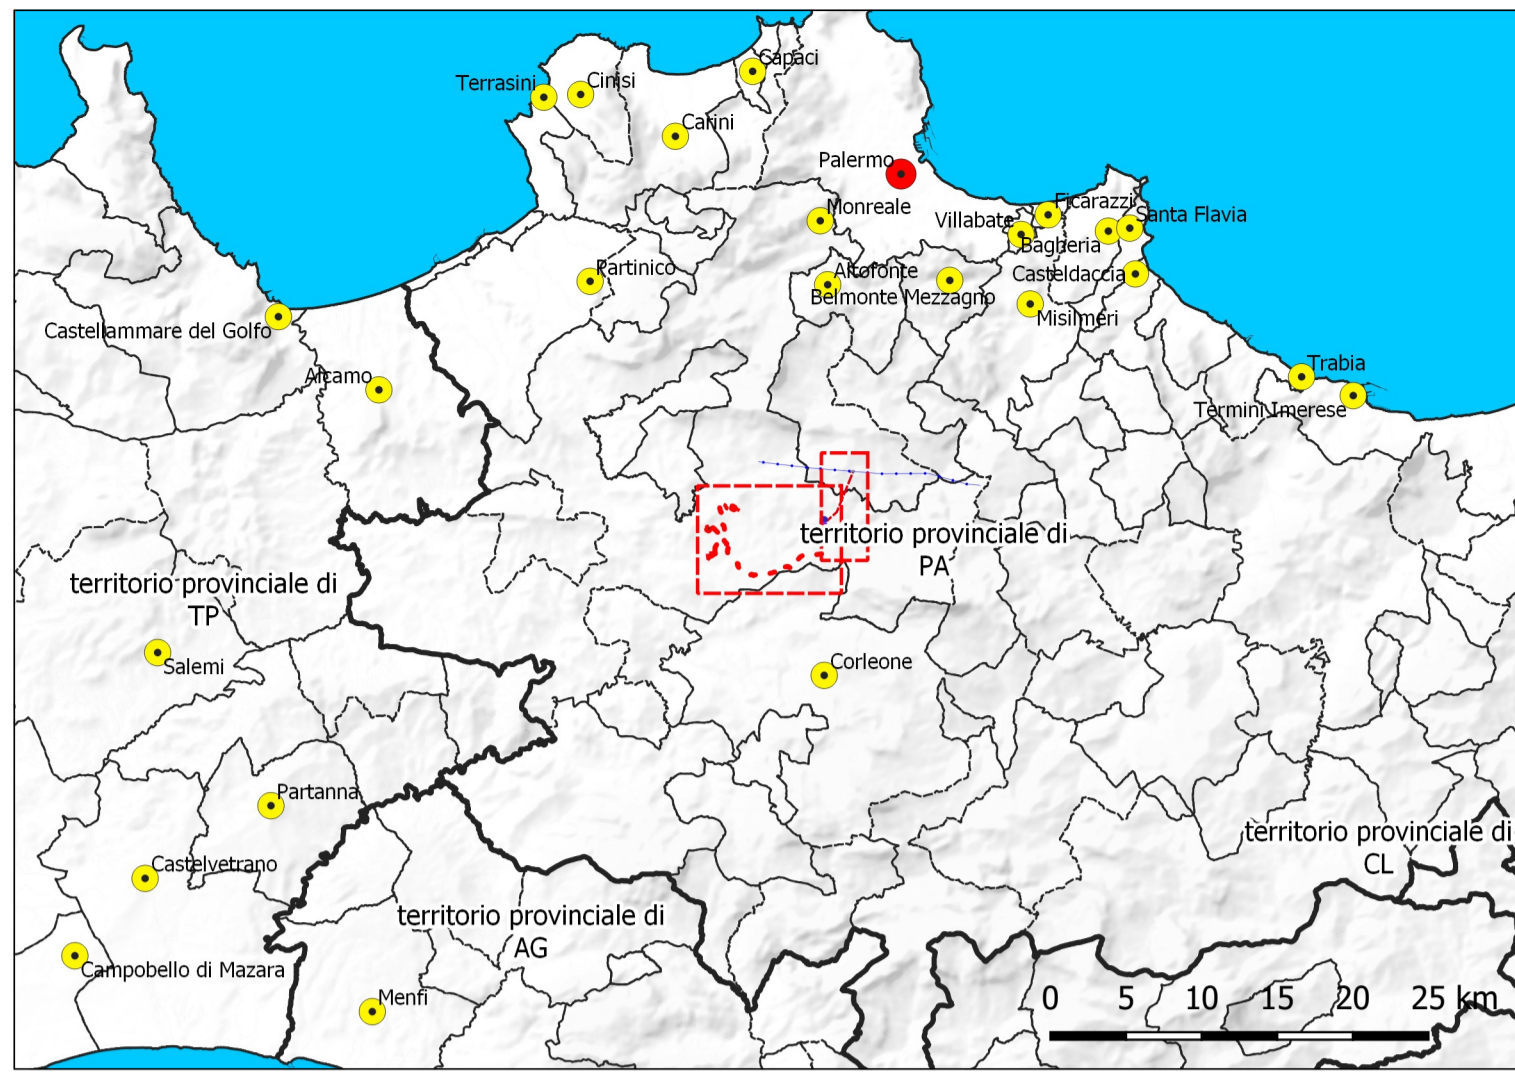 Capaci
Terrasini
Cinisi
Carini
Palermo
Monreale
Ficarazzi
Villabate
Santa Flavia
Bagheria
Partinico
Altofonte
Casteldaccia
Belmonte Mezzagno
Misilmeri
Castellammare del Golfo
Alcamo
Trabia
Termini Imerese
territorio provinciale di
PA
territorio provinciale di
TP
Salemi
Corleone
Partanna
territorio provinciale di
CL
Castelvetrano
territorio provinciale di
AG
Campobello di Mazara
Menfi
0 5 10 15 20 25 km